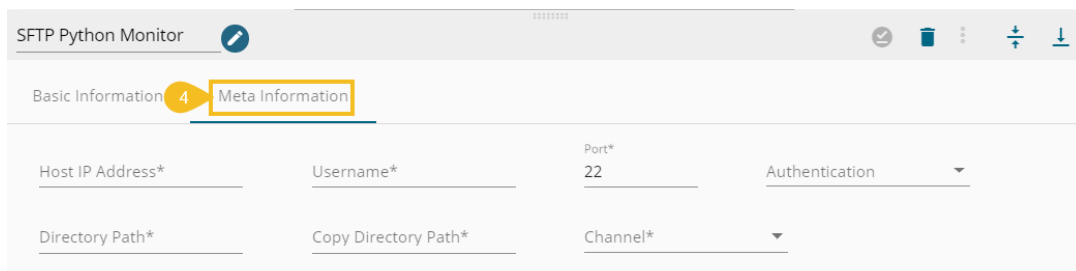 SFTP Python Monitor
Basic Information 4 Meta Information
Port*
Host IP Address* Username* 22 Authentication
Directory Path* Copy Directory Path* Channel*